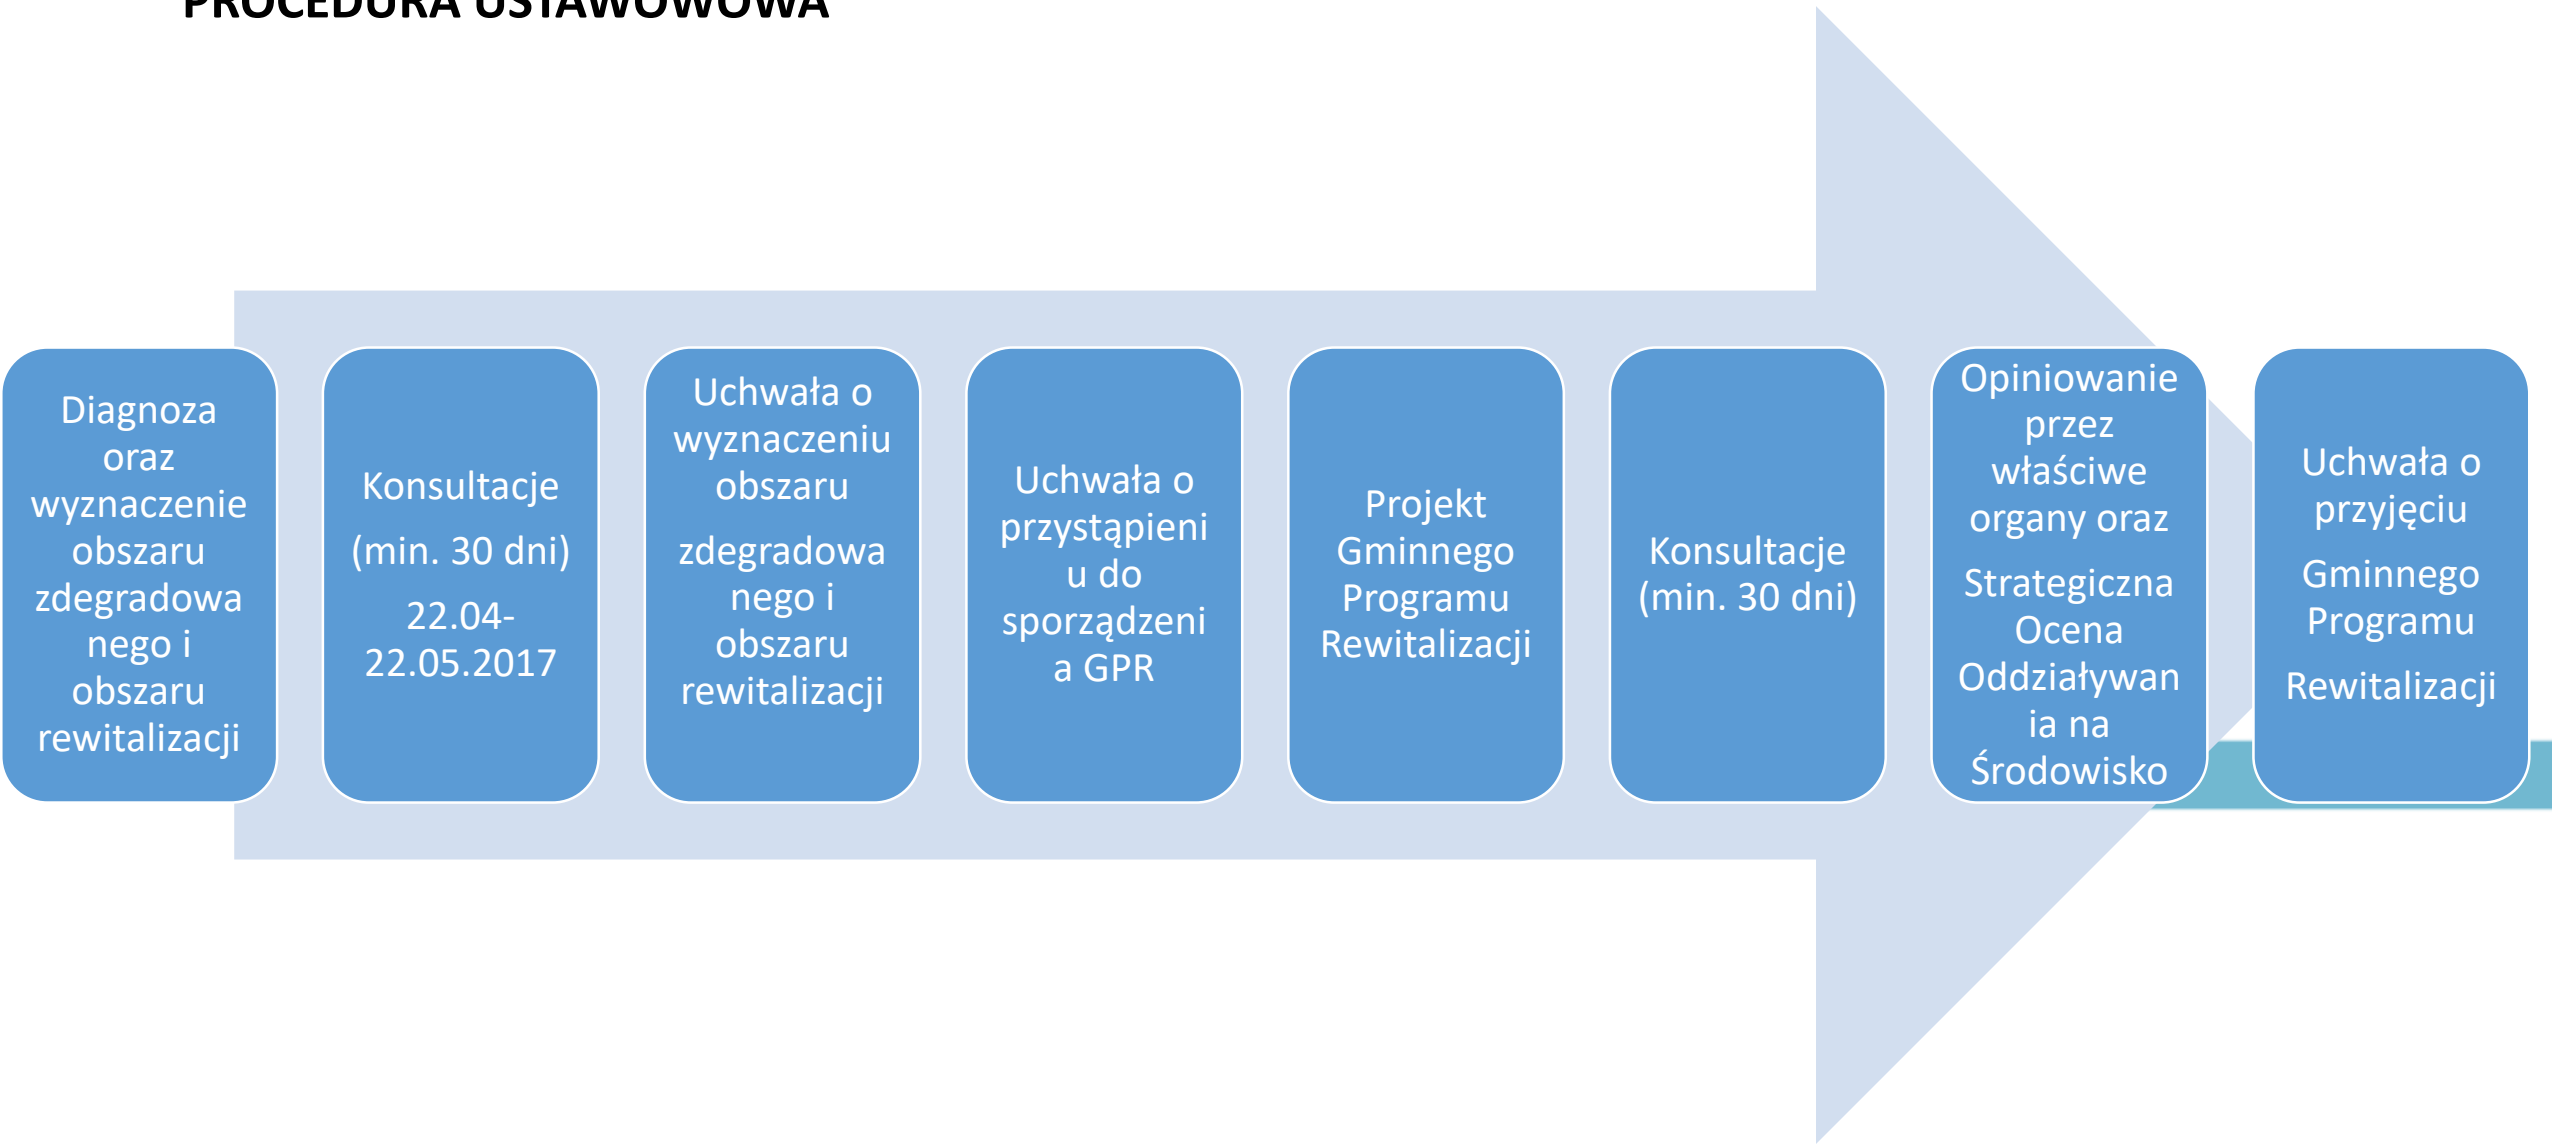 PROCEDURA USTAWOWOWA
Diagnoza
oraz
wyznaczenie
obszaru
zdegradowa
nego i
obszaru
rewitalizacji
Konsultacje
(min. 30 dni)
22.04-
22.05.2017
Uchwała o
wyznaczeniu
obszaru
zdegradowa
nego i
obszaru
rewitalizacji
Uchwała o
przystąpieni
u do
sporządzeni
a GPR
Projekt
Gminnego
Programu
Rewitalizacji
Konsultacje
(min. 30 dni)
Opiniowanie
przez
właściwe
organy oraz
Strategiczna
Ocena
Oddziaływan
ia na
Środowisko
Uchwała o
przyjęciu
Gminnego
Programu
Rewitalizacji